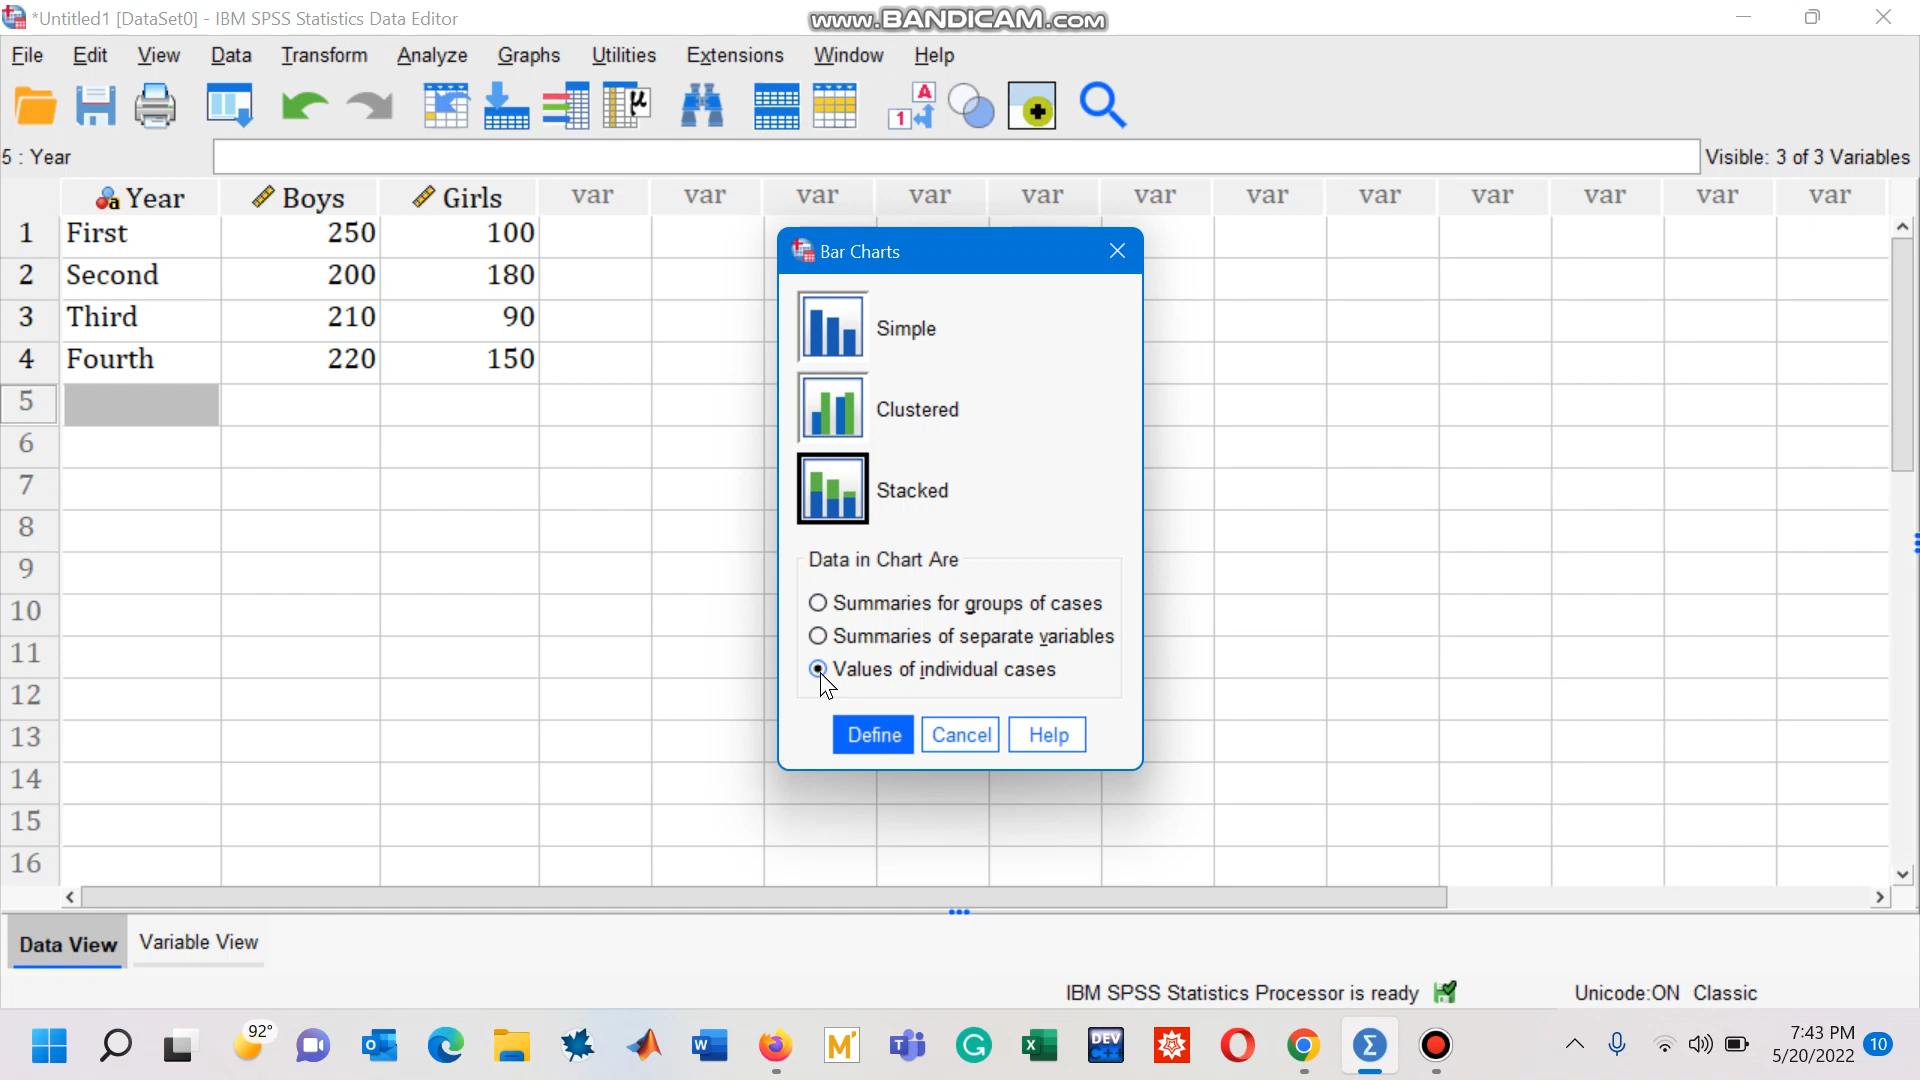 *Untitled1 [DataSet0] - IBM SPSS Statistics Data Editor
www.BANDICAM.com
File Edit View Data Transform Analyze Graphs Utilities Extensions Window Help
5 : Year
Visible: 3 of 3 Variables
Year Boys Girls var var var var var var var var var var var var
1 First 250 100
2 Second 200 180
3 Third 210 90
4 Fourth 220 150
5
6
7
8
9
10
11
12
13
14
15
16
Bar Charts
Simple
Clustered
Stacked
Data in Chart Are
Summaries for groups of cases
Summaries of separate variables
Values of individual cases
Define Cancel Help
Data View Variable View
IBM SPSS Statistics Processor is ready
Unicode:ON Classic
92°
7:43 PM
5/20/2022
10